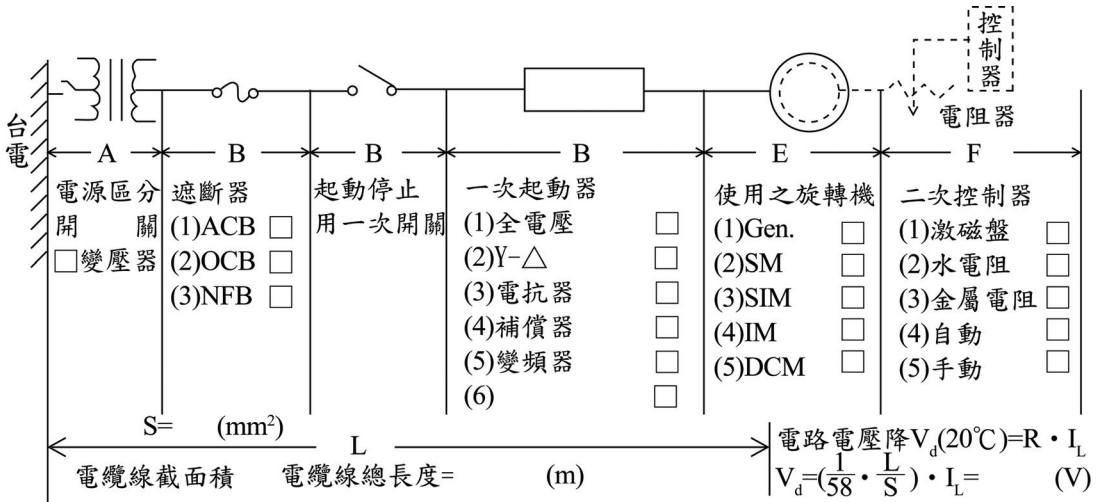 控制器
電阻器
台電
A B B B E F
電源區分
開關
□變壓器
遮斷器
(1)ACB □
(2)OCB □
(3)NFB □
起動停止
用一次開關
一次起動器
(1)全電壓 □
(2)Y-△ □
(3)電抗器 □
(4)補償器 □
(5)變頻器 □
(6) □
使用之旋轉機
(1)Gen. □
(2)SM □
(3)SIM □
(4)IM □
(5)DCM □
二次控制器
(1)激磁盤 □
(2)水電阻 □
(3)金屬電阻 □
(4)自動 □
(5)手動 □
S= (mm²)
L
電纜線截面積 電纜線總長度= (m)
電路電壓降V_d(20℃)=R·I_L
V_d=(1/58·L/S)·I_L= (V)